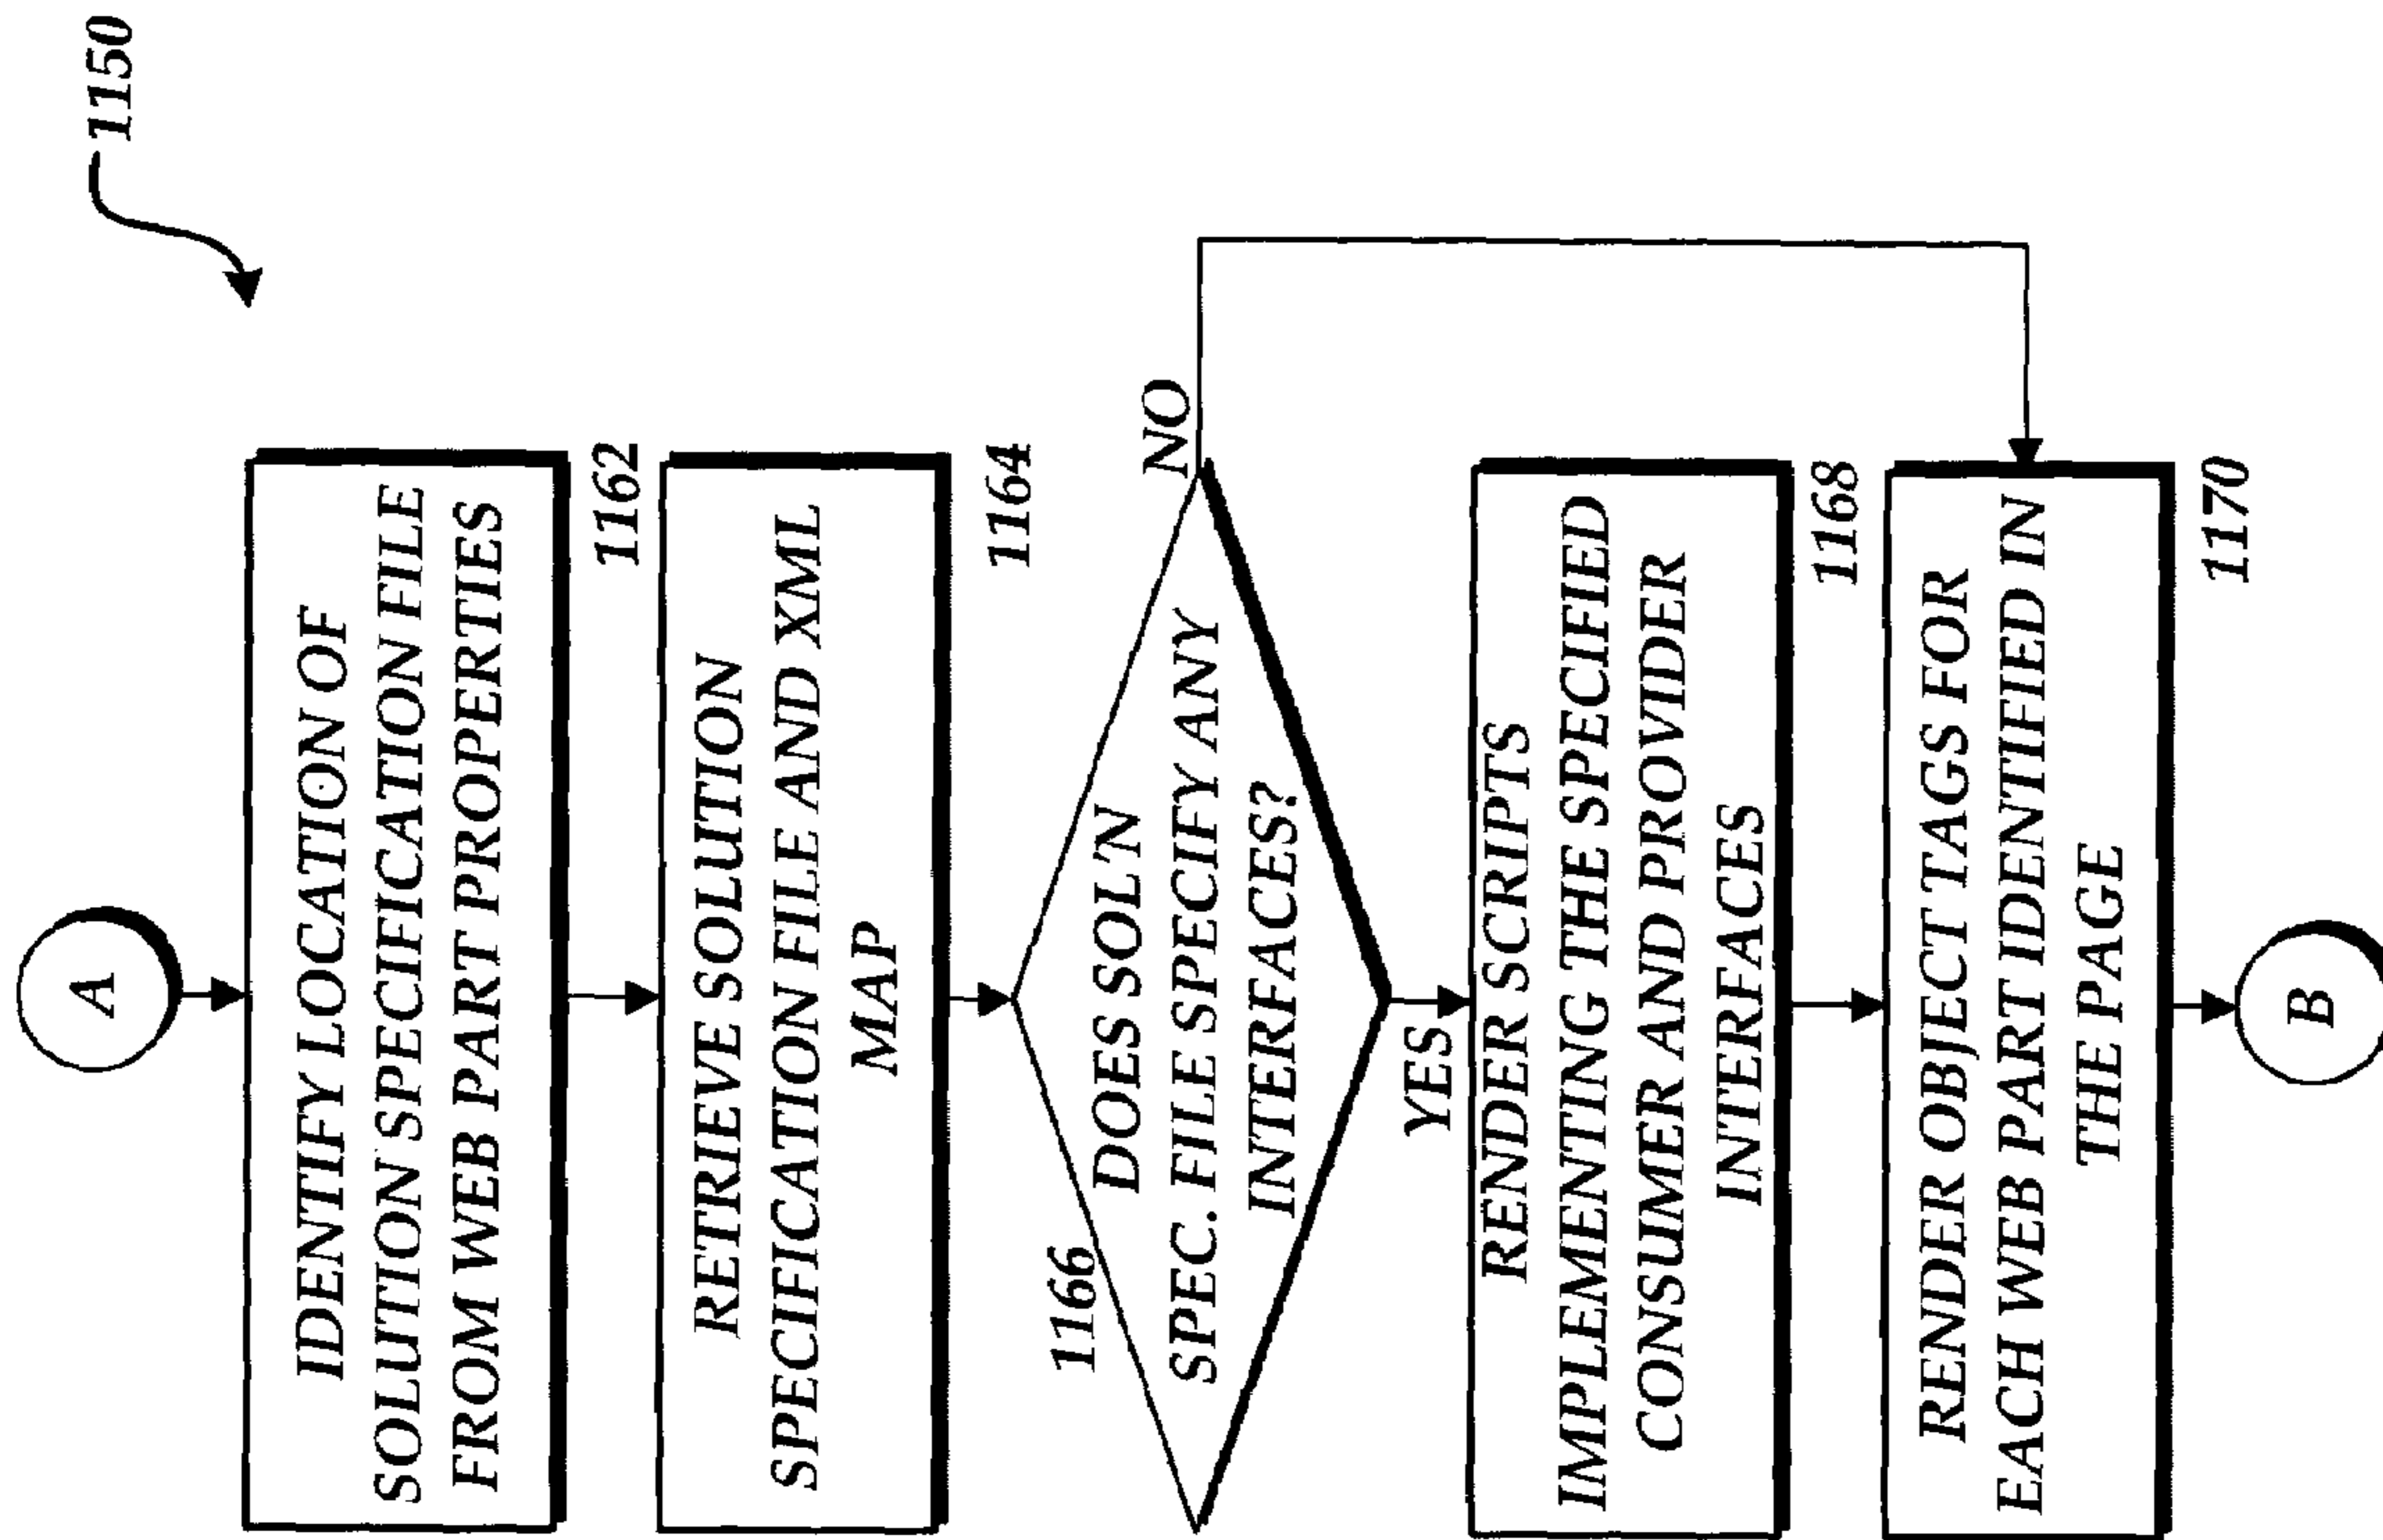 1150
A
IDENTIFY LOCATION OF
SOLUTION SPECIFICATION FILE
FROM WEB PART PROPERTIES
1162
RETRIEVE SOLUTION
SPECIFICATION FILE AND XML
MAP
1164
1166
DOES SOL'N
SPEC. FILE SPECIFY ANY
INTERFACES?
NO
YES
RENDER SCRIPTS
IMPLEMENTING THE SPECIFIED
CONSUMER AND PROVIDER
INTERFACES
1168
RENDER OBJECT TAGS FOR
EACH WEB PART IDENTIFIED IN
THE PAGE
1170
B